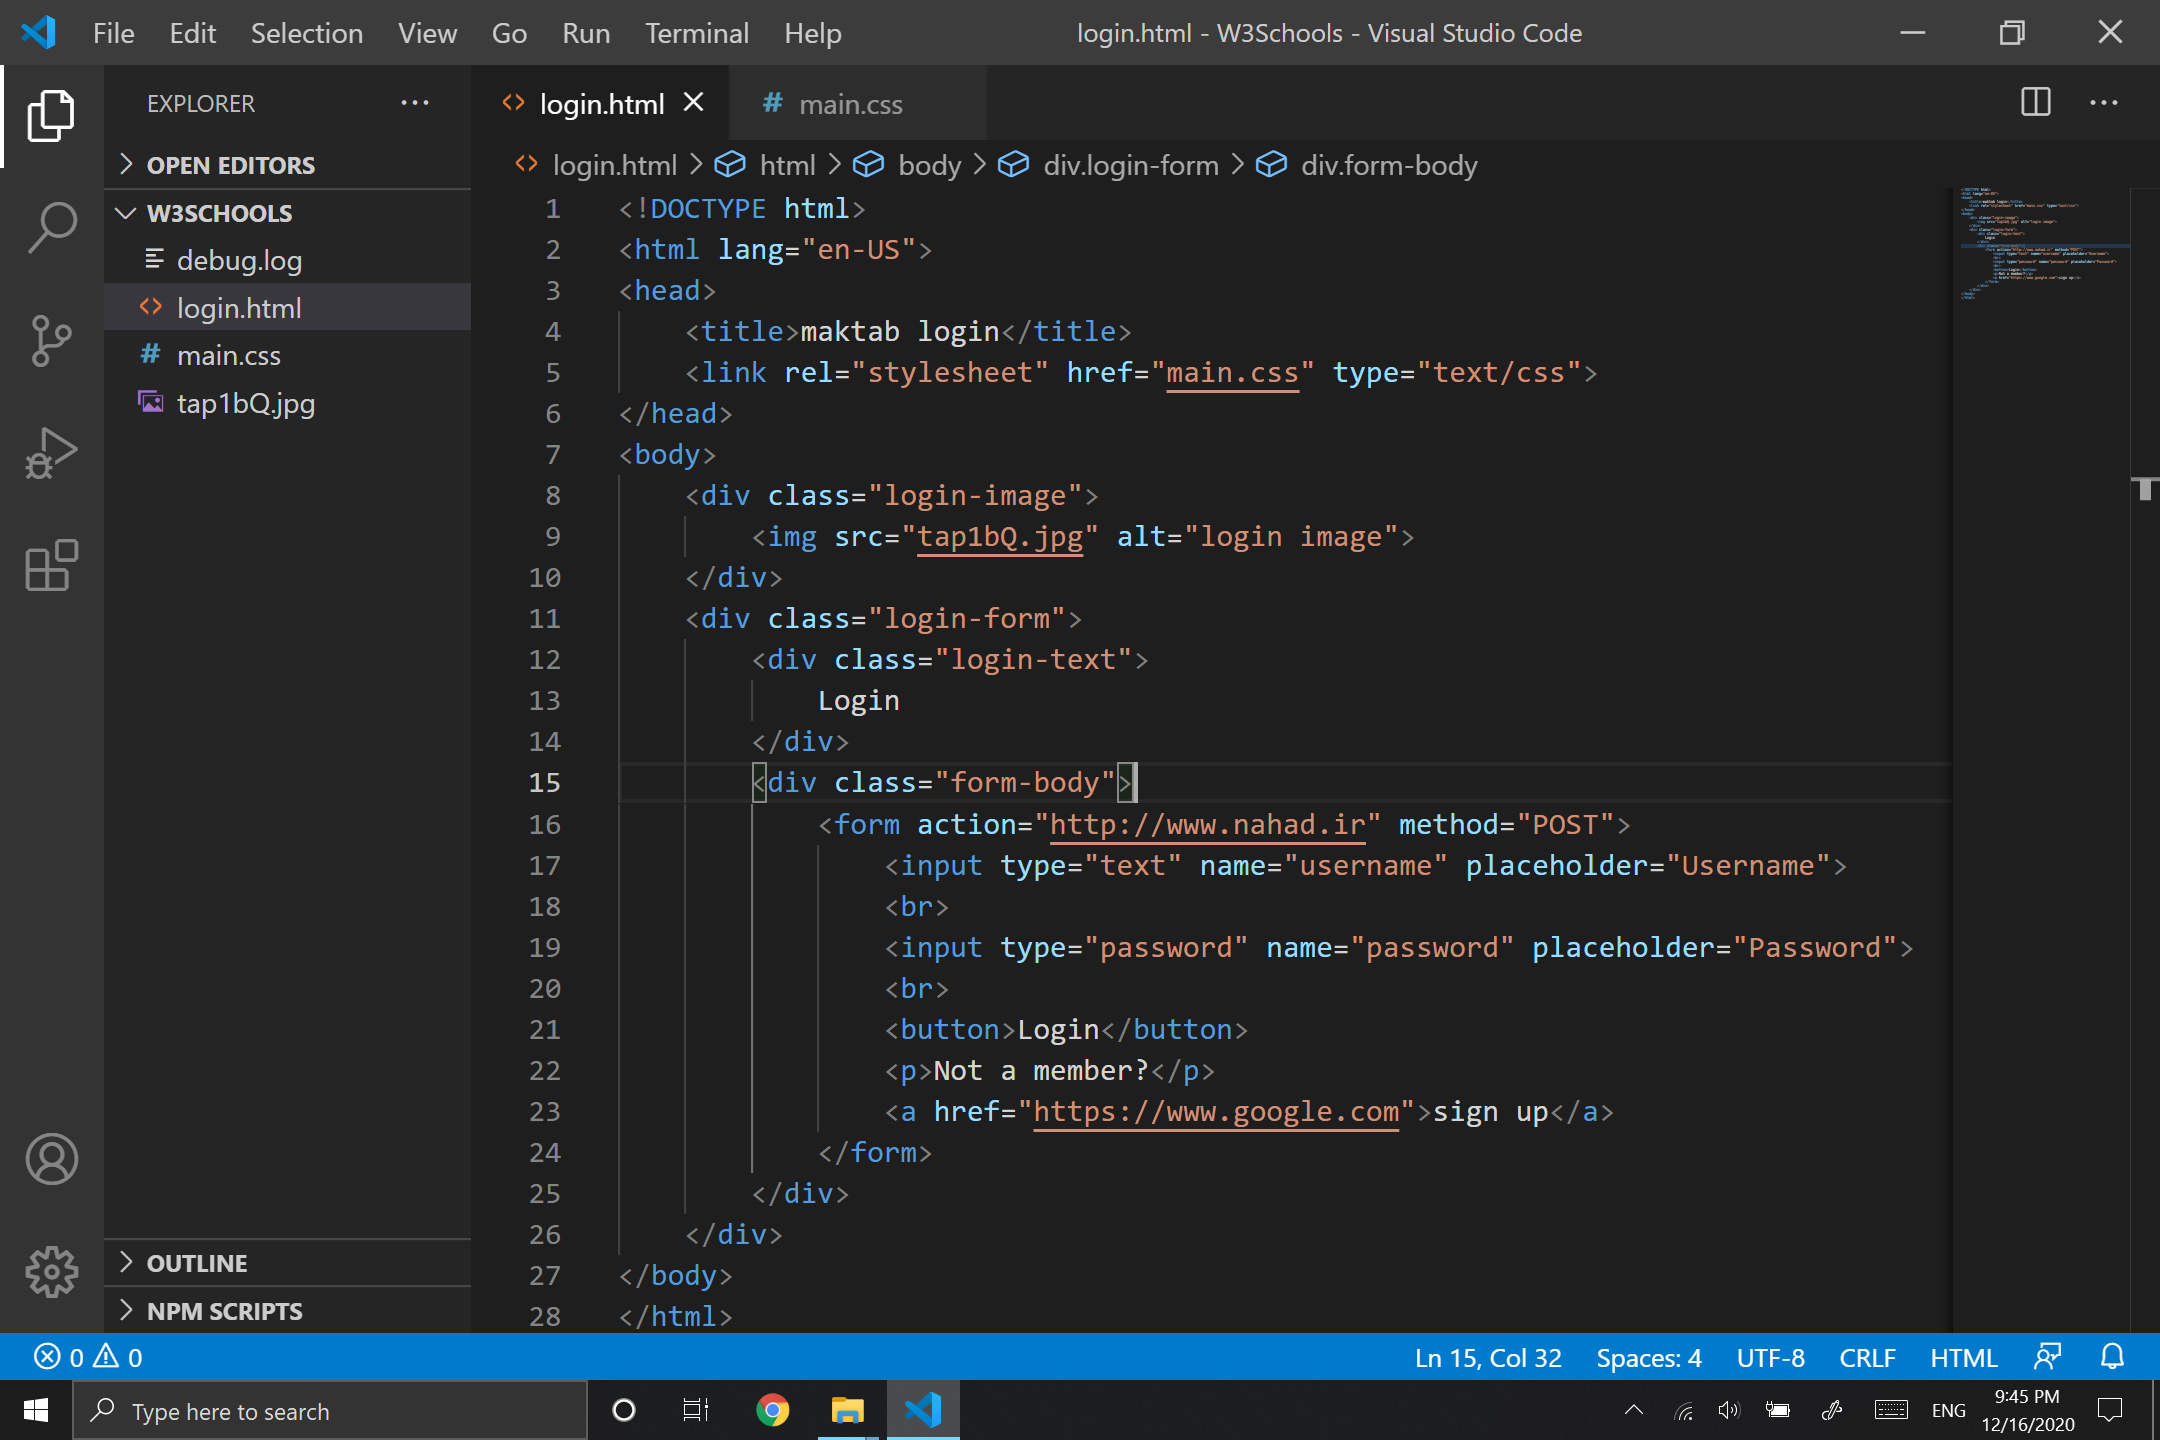 File Edit Selection View Go Run Terminal Help login.html - W3Schools - Visual Studio Code
EXPLORER
login.html
# main.css
OPEN EDITORS
W3SCHOOLS
debug.log
login.html
# main.css
tap1bQ.jpg
OUTLINE
NPM SCRIPTS
login.html > html > body > div.login-form > div.form-body
1 <!DOCTYPE html>
2 <html lang="en-US">
3 <head>
4     <title>maktab login</title>
5     <link rel="stylesheet" href="main.css" type="text/css">
6 </head>
7 <body>
8     <div class="login-image">
9         <img src="tap1bQ.jpg" alt="login image">
10     </div>
11     <div class="login-form">
12         <div class="login-text">
13             Login
14         </div>
15         <div class="form-body">
16             <form action="http://www.nahad.ir" method="POST">
17                 <input type="text" name="username" placeholder="Username">
18                 <br>
19                 <input type="password" name="password" placeholder="Password">
20                 <br>
21                 <button>Login</button>
22                 <p>Not a member?</p>
23                 <a href="https://www.google.com">sign up</a>
24             </form>
25         </div>
26     </div>
27 </body>
28 </html>
0 0 Ln 15, Col 32 Spaces: 4 UTF-8 CRLF HTML
Type here to search
ENG
9:45 PM
12/16/2020